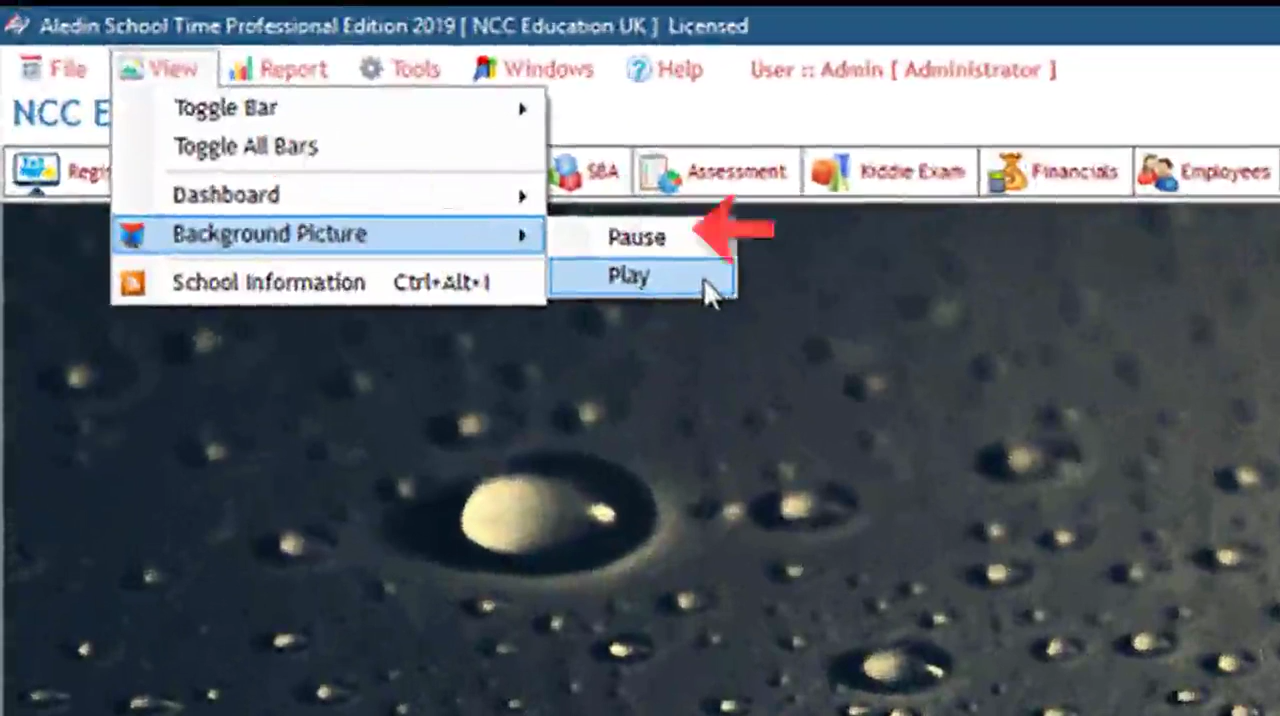 Aledin School Time Professional Edition 2019 [ NCC Education UK ] Licensed
File View Report Tools Windows Help User :: Admin [ Administrator ]
NCC E
Toggle Bar
Toggle All Bars
Regi SBA Assessment Kiddie Exam Financials Employees
Dashboard
Background Picture
Pause
Play
School Information Ctrl+Alt+I